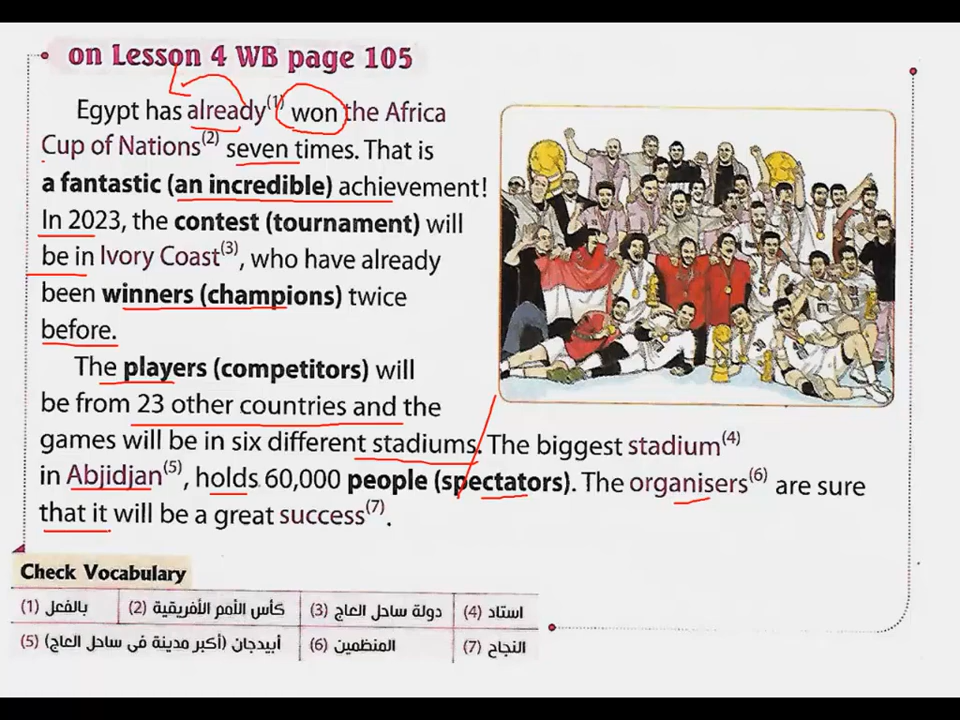 on Lesson 4 WB page 105
Egypt has already(1) won the Africa
Cup of Nations(2) seven times. That is
a fantastic (an incredible) achievement!
In 2023, the contest (tournament) will
be in Ivory Coast(3), who have already
been winners (champions) twice
before.
The players (competitors) will
be from 23 other countries and the
games will be in six different stadiums. The biggest stadium(4)
in Abjidjan(5), holds 60,000 people (spectators). The organisers(6) are sure
that it will be a great success(7).
Check Vocabulary
(1) بالفعل (2) كأس الأمم الأفريقية (3) دولة ساحل العاج (4) استاد
(5) أبيدجان (أكبر مدينة فى ساحل العاج) (6) المنظمين (7) النجاح